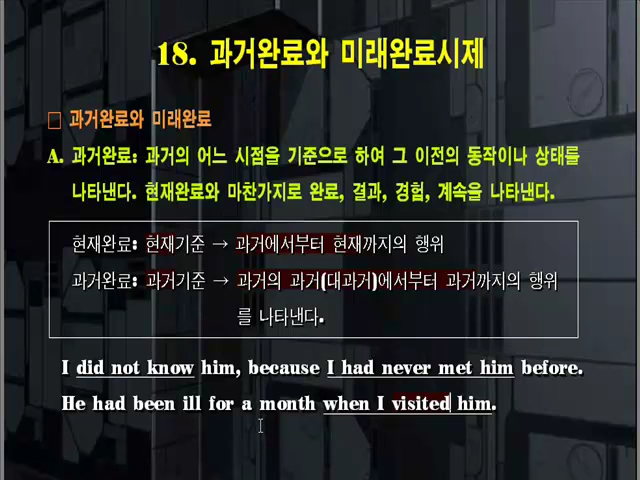 18. 과거완료와 미래완료시제
□ 과거완료와 미래완료
A. 과거완료: 과거의 어느 시점을 기준으로 하여 그 이전의 동작이나 상태를
나타낸다. 현재완료와 마찬가지로 완료, 결과, 경험, 계속을 나타낸다.
현재완료: 현재기준 → 과거에서부터 현재까지의 행위
과거완료: 과거기준 → 과거의 과거(대과거)에서부터 과거까지의 행위
를 나타낸다.
I did not know him, because I had never met him before.
He had been ill for a month when I visited him.